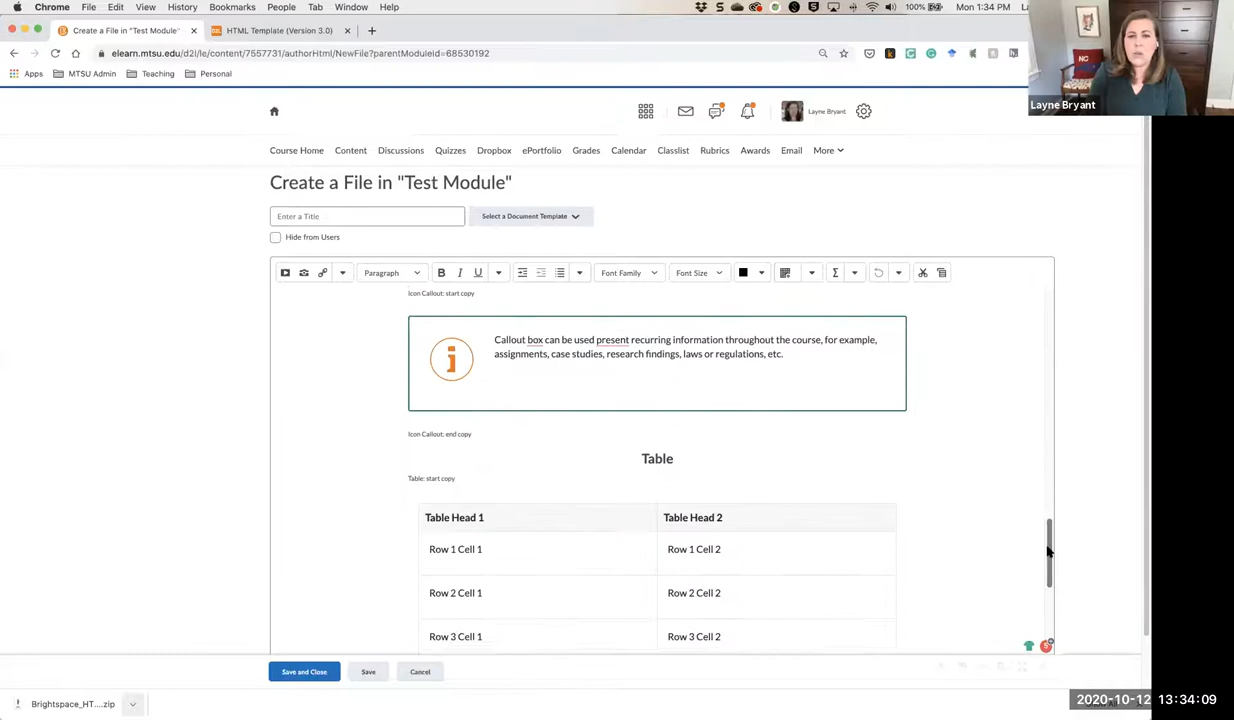 Chrome File Edit View History Bookmarks People Tab Window Help
100% Mon 1:34 PM
Create a File in "Test Module"
HTML Template (Version 3.0)
elearn.mtsu.edu/d2l/le/content/7557731/authorHtml/NewFile?parentModuleId=68530192
Apps MTSU Admin Teaching Personal
NC
Layne Bryant
Layne Bryant
Course Home Content Discussions Quizzes Dropbox ePortfolio Grades Calendar Classlist Rubrics Awards Email More
Create a File in "Test Module"
Enter a Title
Select a Document Template
Hide from Users
Paragraph B I U Font Family Font Size Σ
Icon Callout: start copy
i
Callout box can be used present recurring information throughout the course, for example,
assignments, case studies, research findings, laws or regulations, etc.
Icon Callout: end copy
Table
Table: start copy
Table Head 1 Table Head 2
Row 1 Cell 1 Row 1 Cell 2
Row 2 Cell 1 Row 2 Cell 2
Row 3 Cell 1 Row 3 Cell 2
Save and Close Save Cancel
Brightspace_HT....zip
2020-10-12 13:34:09